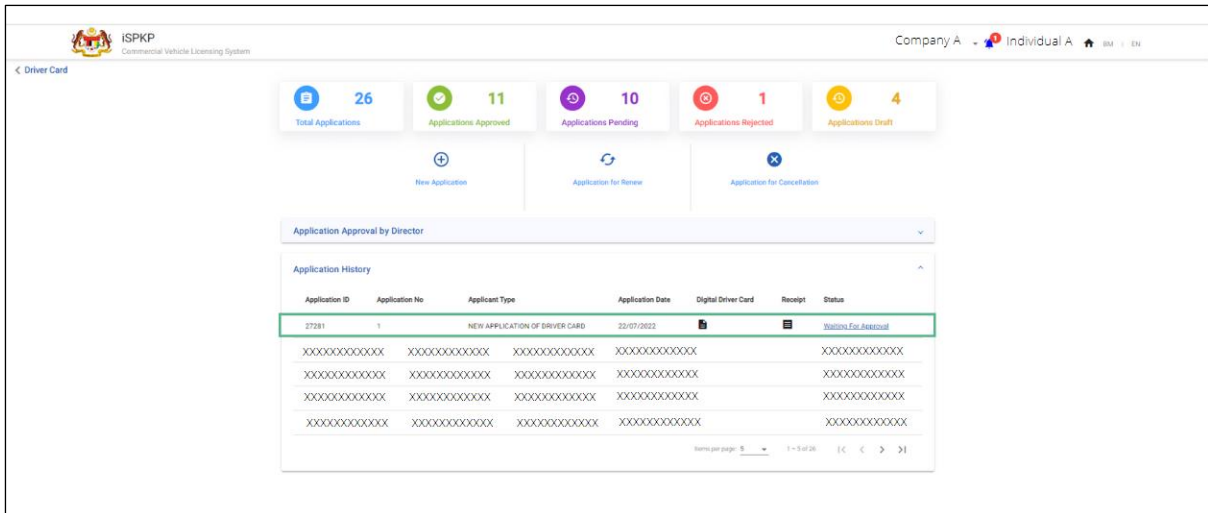 iSPKP
Commercial Vehicle Licensing System
Company A 1 Individual A BM | EN
Driver Card
26 11 10 1 4
Total Applications Applications Approved Applications Pending Applications Rejected Applications Draft
New Application Application for Renew Application for Cancellation
Application Approval by Director
Application History
Application ID Application No Applicant Type Application Date Digital Driver Card Receipt Status
27281 1 NEW APPLICATION OF DRIVER CARD 22/07/2022 Waiting For Approval
XXXXXXXXXXXX XXXXXXXXXXXX XXXXXXXXXXXX XXXXXXXXXXXX XXXXXXXXXXXX
XXXXXXXXXXXX XXXXXXXXXXXX XXXXXXXXXXXX XXXXXXXXXXXX XXXXXXXXXXXX
XXXXXXXXXXXX XXXXXXXXXXXX XXXXXXXXXXXX XXXXXXXXXXXX XXXXXXXXXXXX
XXXXXXXXXXXX XXXXXXXXXXXX XXXXXXXXXXXX XXXXXXXXXXXX XXXXXXXXXXXX
Items per page: 5 1 – 5 of 26